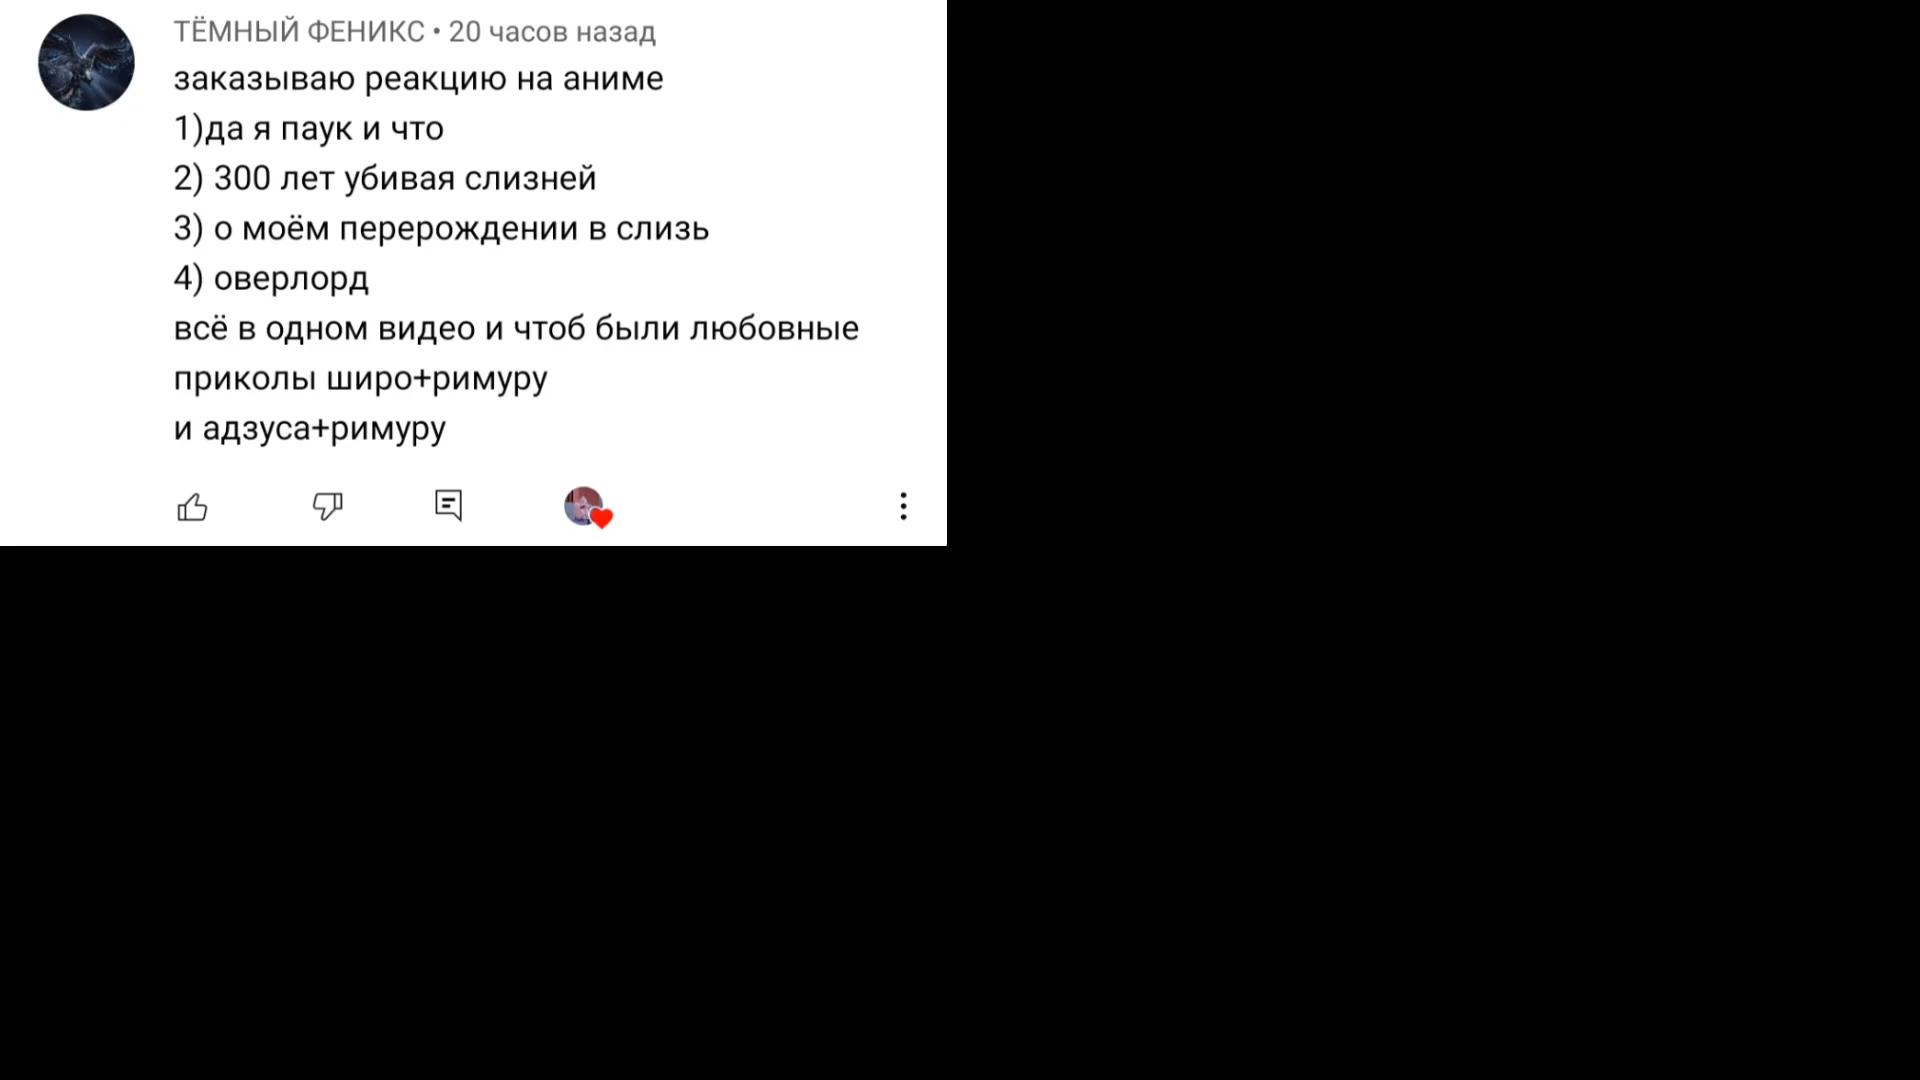 ТЁМНЫЙ ФЕНИКС • 20 часов назад
заказываю реакцию на аниме
1)да я паук и что
2) 300 лет убивая слизней
3) о моём перерождении в слизь
4) оверлорд
всё в одном видео и чтоб были любовные
приколы широ+римуру
и адзуса+римуру